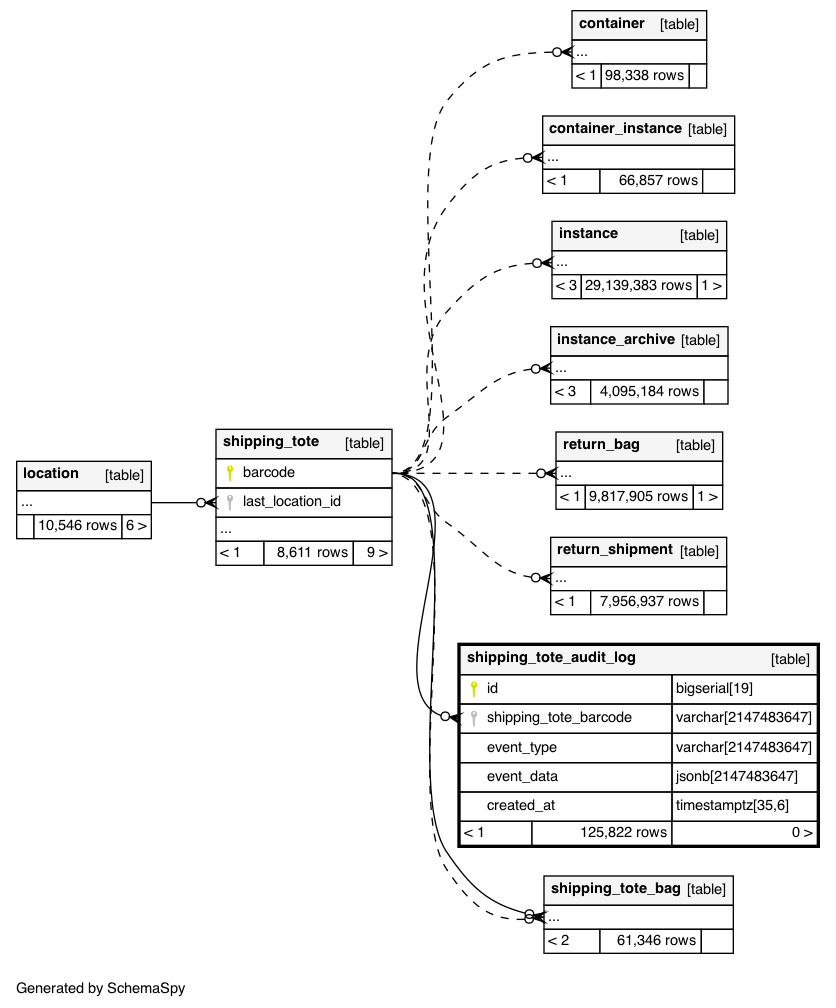 container [table]
...
< 1 98,338 rows
container_instance [table]
...
< 1 66,857 rows
instance [table]
...
< 3 29,139,383 rows 1 >
instance_archive [table]
...
< 3 4,095,184 rows
return_bag [table]
...
< 1 9,817,905 rows 1 >
return_shipment [table]
...
< 1 7,956,937 rows
location [table]
...
10,546 rows 6 >
shipping_tote [table]
barcode
last_location_id
...
< 1 8,611 rows 9 >
shipping_tote_audit_log [table]
id bigserial[19]
shipping_tote_barcode varchar[2147483647]
event_type varchar[2147483647]
event_data jsonb[2147483647]
created_at timestamptz[35,6]
< 1 125,822 rows 0 >
shipping_tote_bag [table]
...
< 2 61,346 rows
Generated by SchemaSpy